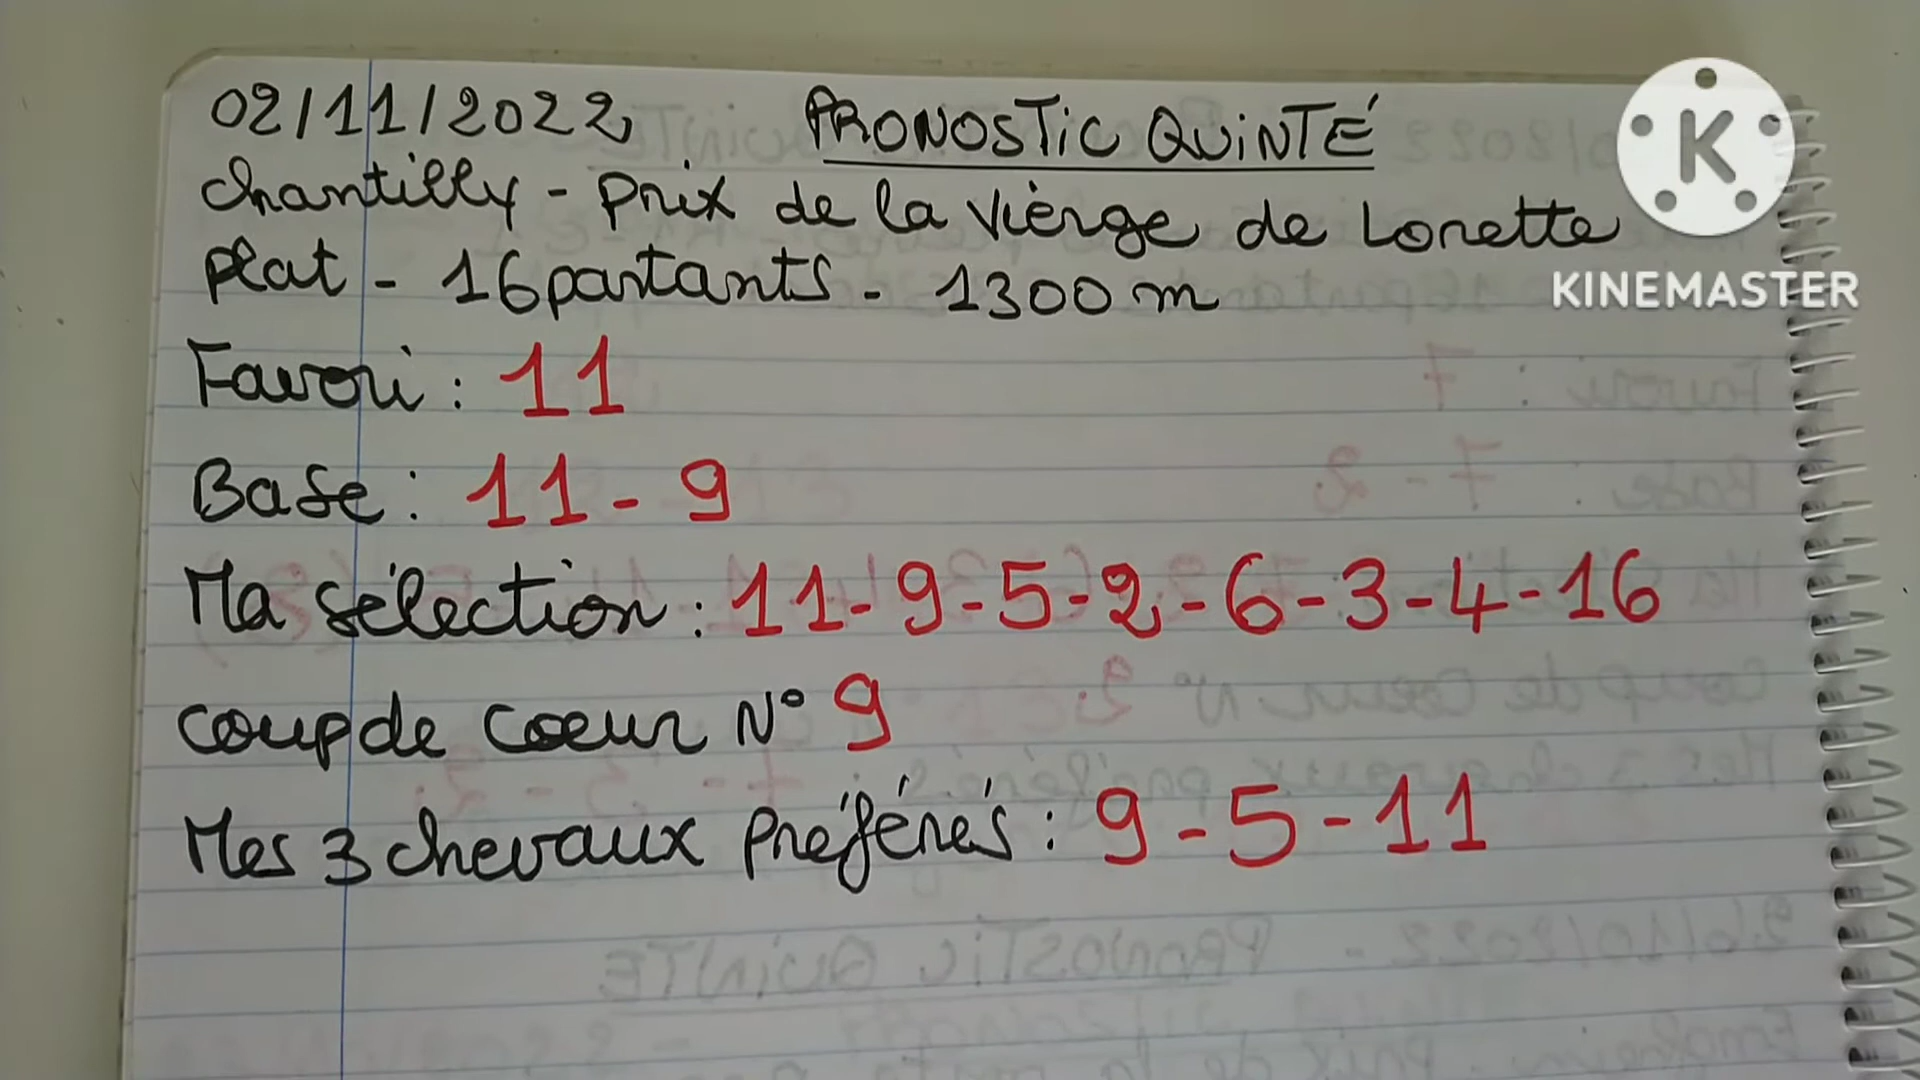 02/11/2022 PRONOSTIC QUINTÉ
Chantilly - Prix de la Vierge de Lorette
Plat - 16 partants - 1300 m
Favori : 11
Base : 11 - 9
Ma sélection : 11 - 9 - 5 - 2 - 6 - 3 - 4 - 16
coup de coeur N° 9
Mes 3 chevaux préférés : 9 - 5 - 11
K
KINEMASTER